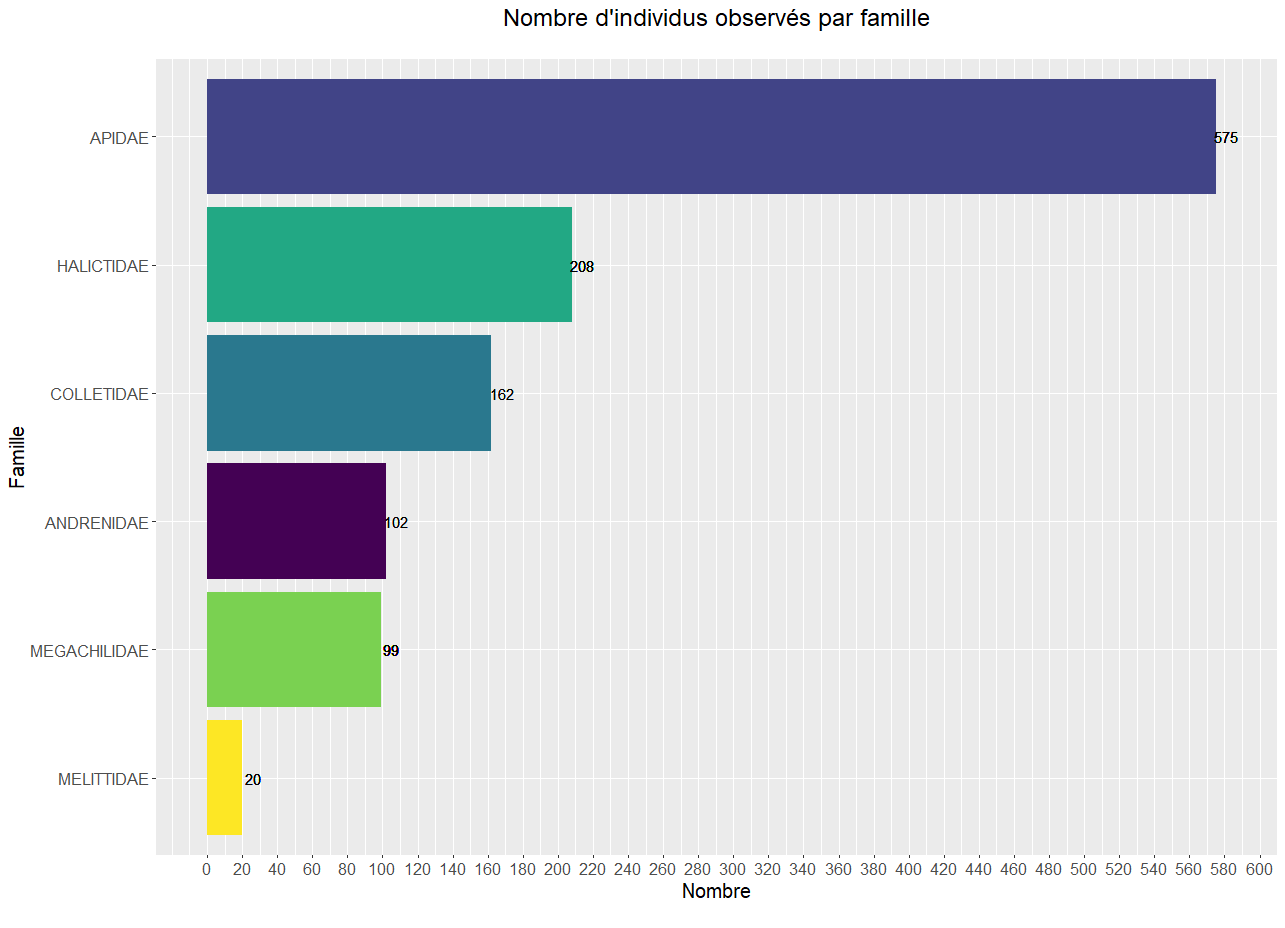 Nombre d'individus observés par famille
Famille
APIDAE 575
HALICTIDAE 208
COLLETIDAE 162
ANDRENIDAE 102
MEGACHILIDAE 99
MELITTIDAE 20
0 20 40 60 80 100 120 140 160 180 200 220 240 260 280 300 320 340 360 380 400 420 440 460 480 500 520 540 560 580 600
Nombre